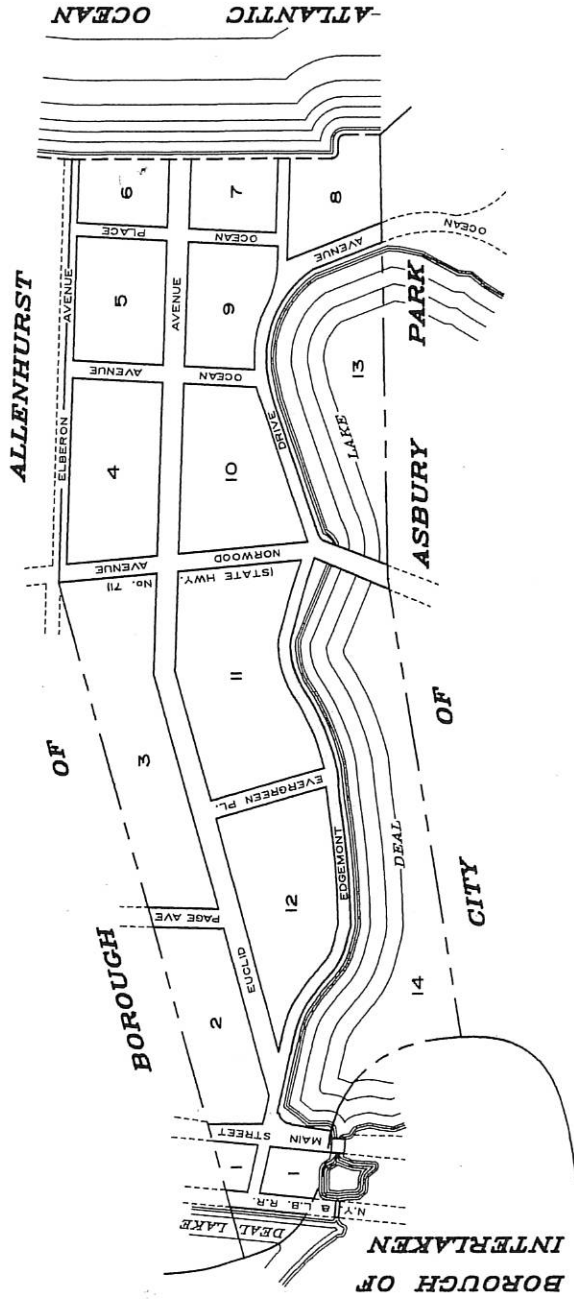 ATLANTIC OCEAN
ALLENHURST
BOROUGH OF
ELBERON AVENUE
6
7
8
PLACE
OCEAN
AVENUE
OCEAN
5
AVENUE
9
AVENUE
OCEAN
DRIVE
LAKE
13
PARK
ASBURY
OF
CITY
4
10
AVENUE
NORWOOD
No. 71)
(STATE HWY.
3
11
EVERGREEN PL.
EDGEMONT
DEAL
PAGE AVE
12
EUCLID
2
14
MAIN STREET
1
1
N.Y. & L.B. R.R.
DEAL LAKE
BOROUGH OF
INTERLAKEN